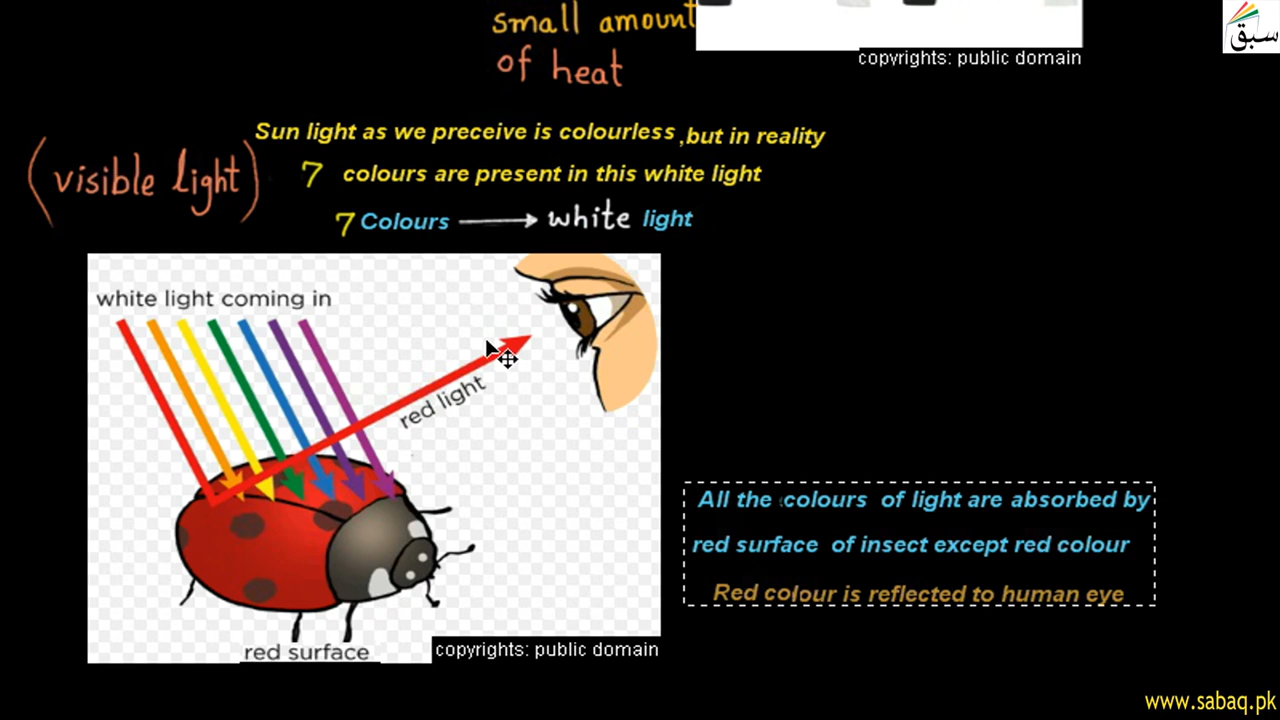 small amount
of heat
copyrights: public domain
سبق
(visible light)
Sun light as we preceive is colourless ,but in reality
7 colours are present in this white light
7 Colours → white light
white light coming in
red light
red surface
copyrights: public domain
All the colours of light are absorbed by
red surface of insect except red colour
Red colour is reflected to human eye
www.sabaq.pk